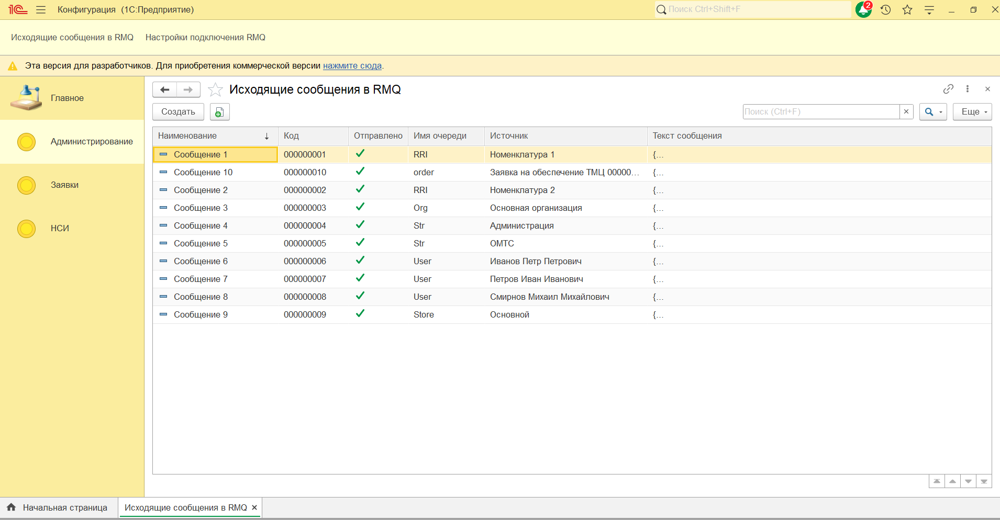 1С Конфигурация (1С:Предприятие) Поиск Ctrl+Shift+F 2
Исходящие сообщения в RMQ Настройки подключения RMQ
Эта версия для разработчиков. Для приобретения коммерческой версии нажмите сюда.
Главное
Администрирование
Заявки
НСИ
Исходящие сообщения в RMQ
Создать Поиск (Ctrl+F) Еще
Наименование Код Отправлено Имя очереди Источник Текст сообщения
Сообщение 1 000000001 RRI Номенклатура 1 {...
Сообщение 10 000000010 order Заявка на обеспечение ТМЦ 00000... {...
Сообщение 2 000000002 RRI Номенклатура 2 {...
Сообщение 3 000000003 Org Основная организация {...
Сообщение 4 000000004 Str Администрация {...
Сообщение 5 000000005 Str ОМТС {...
Сообщение 6 000000006 User Иванов Петр Петрович {...
Сообщение 7 000000007 User Петров Иван Иванович {...
Сообщение 8 000000008 User Смирнов Михаил Михайлович {...
Сообщение 9 000000009 Store Основной {...
Начальная страница Исходящие сообщения в RMQ